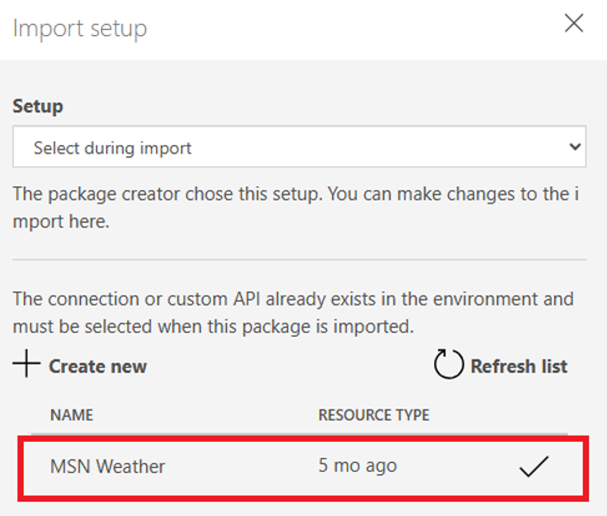 Import setup
Setup
Select during import
The package creator chose this setup. You can make changes to the i
mport here.
The connection or custom API already exists in the environment and
must be selected when this package is imported.
Create new Refresh list
NAME RESOURCE TYPE
MSN Weather 5 mo ago